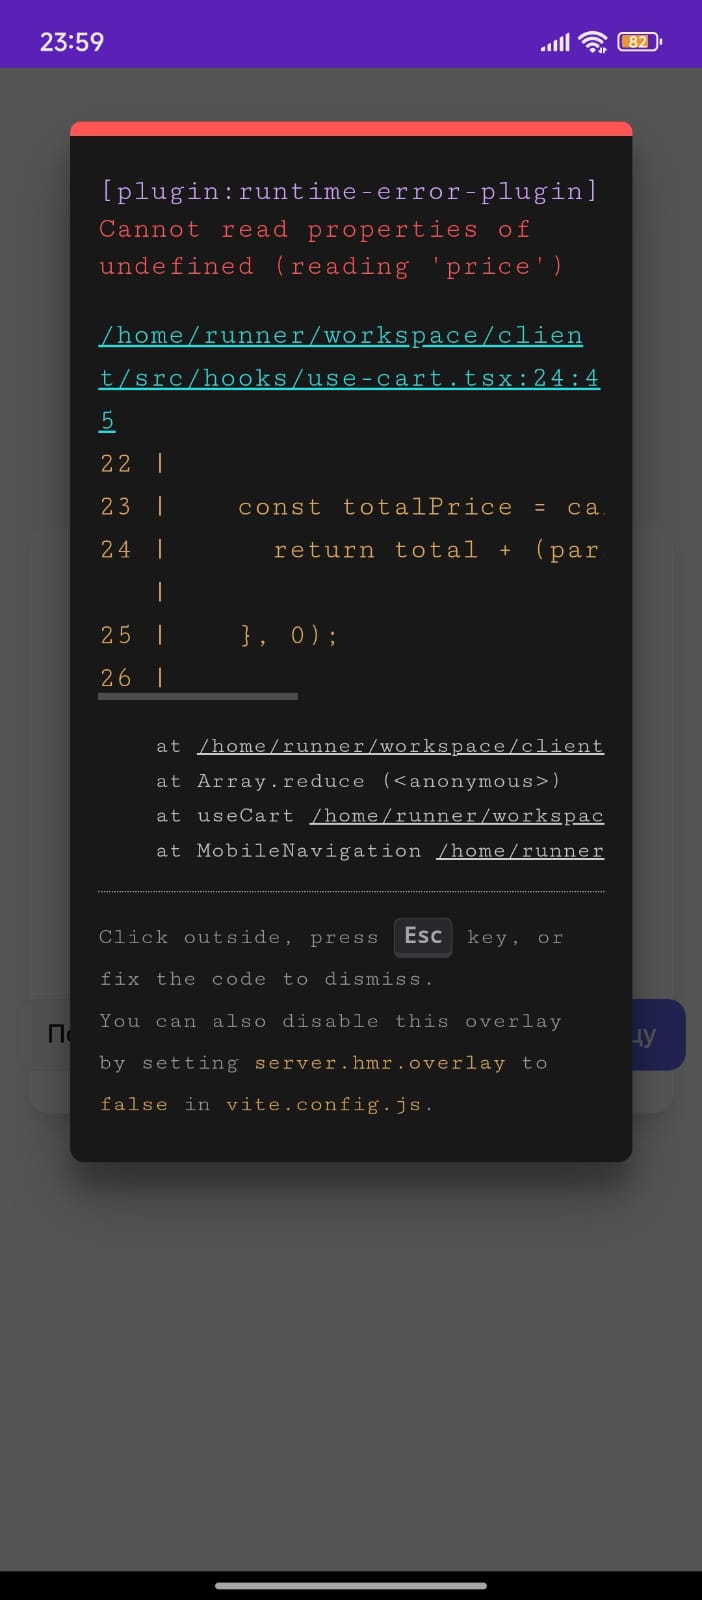 23:59
82
[plugin:runtime-error-plugin]
Cannot read properties of
undefined (reading 'price')
/home/runner/workspace/clien
t/src/hooks/use-cart.tsx:24:4
5
22 |
23 | const totalPrice = ca
24 | return total + (par
|
25 | }, 0);
26 |
at /home/runner/workspace/client
at Array.reduce (<anonymous>)
at useCart /home/runner/workspac
at MobileNavigation /home/runner
Click outside, press Esc key, or
fix the code to dismiss.
You can also disable this overlay
by setting server.hmr.overlay to
false in vite.config.js.